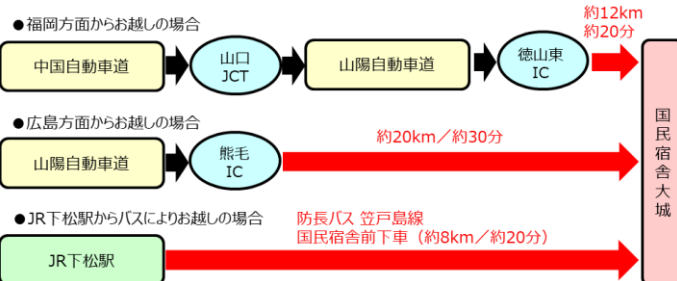 ●福岡方面からお越しの場合
約12km
約20分
中国自動車道
山口
JCT
山陽自動車道
徳山東
IC
●広島方面からお越しの場合
山陽自動車道
熊毛
IC
約20km／約30分
●JR下松駅からバスによりお越しの場合
防長バス 笠戸島線
国民宿舎前下車（約8km／約20分）
JR下松駅
国民宿舎大城